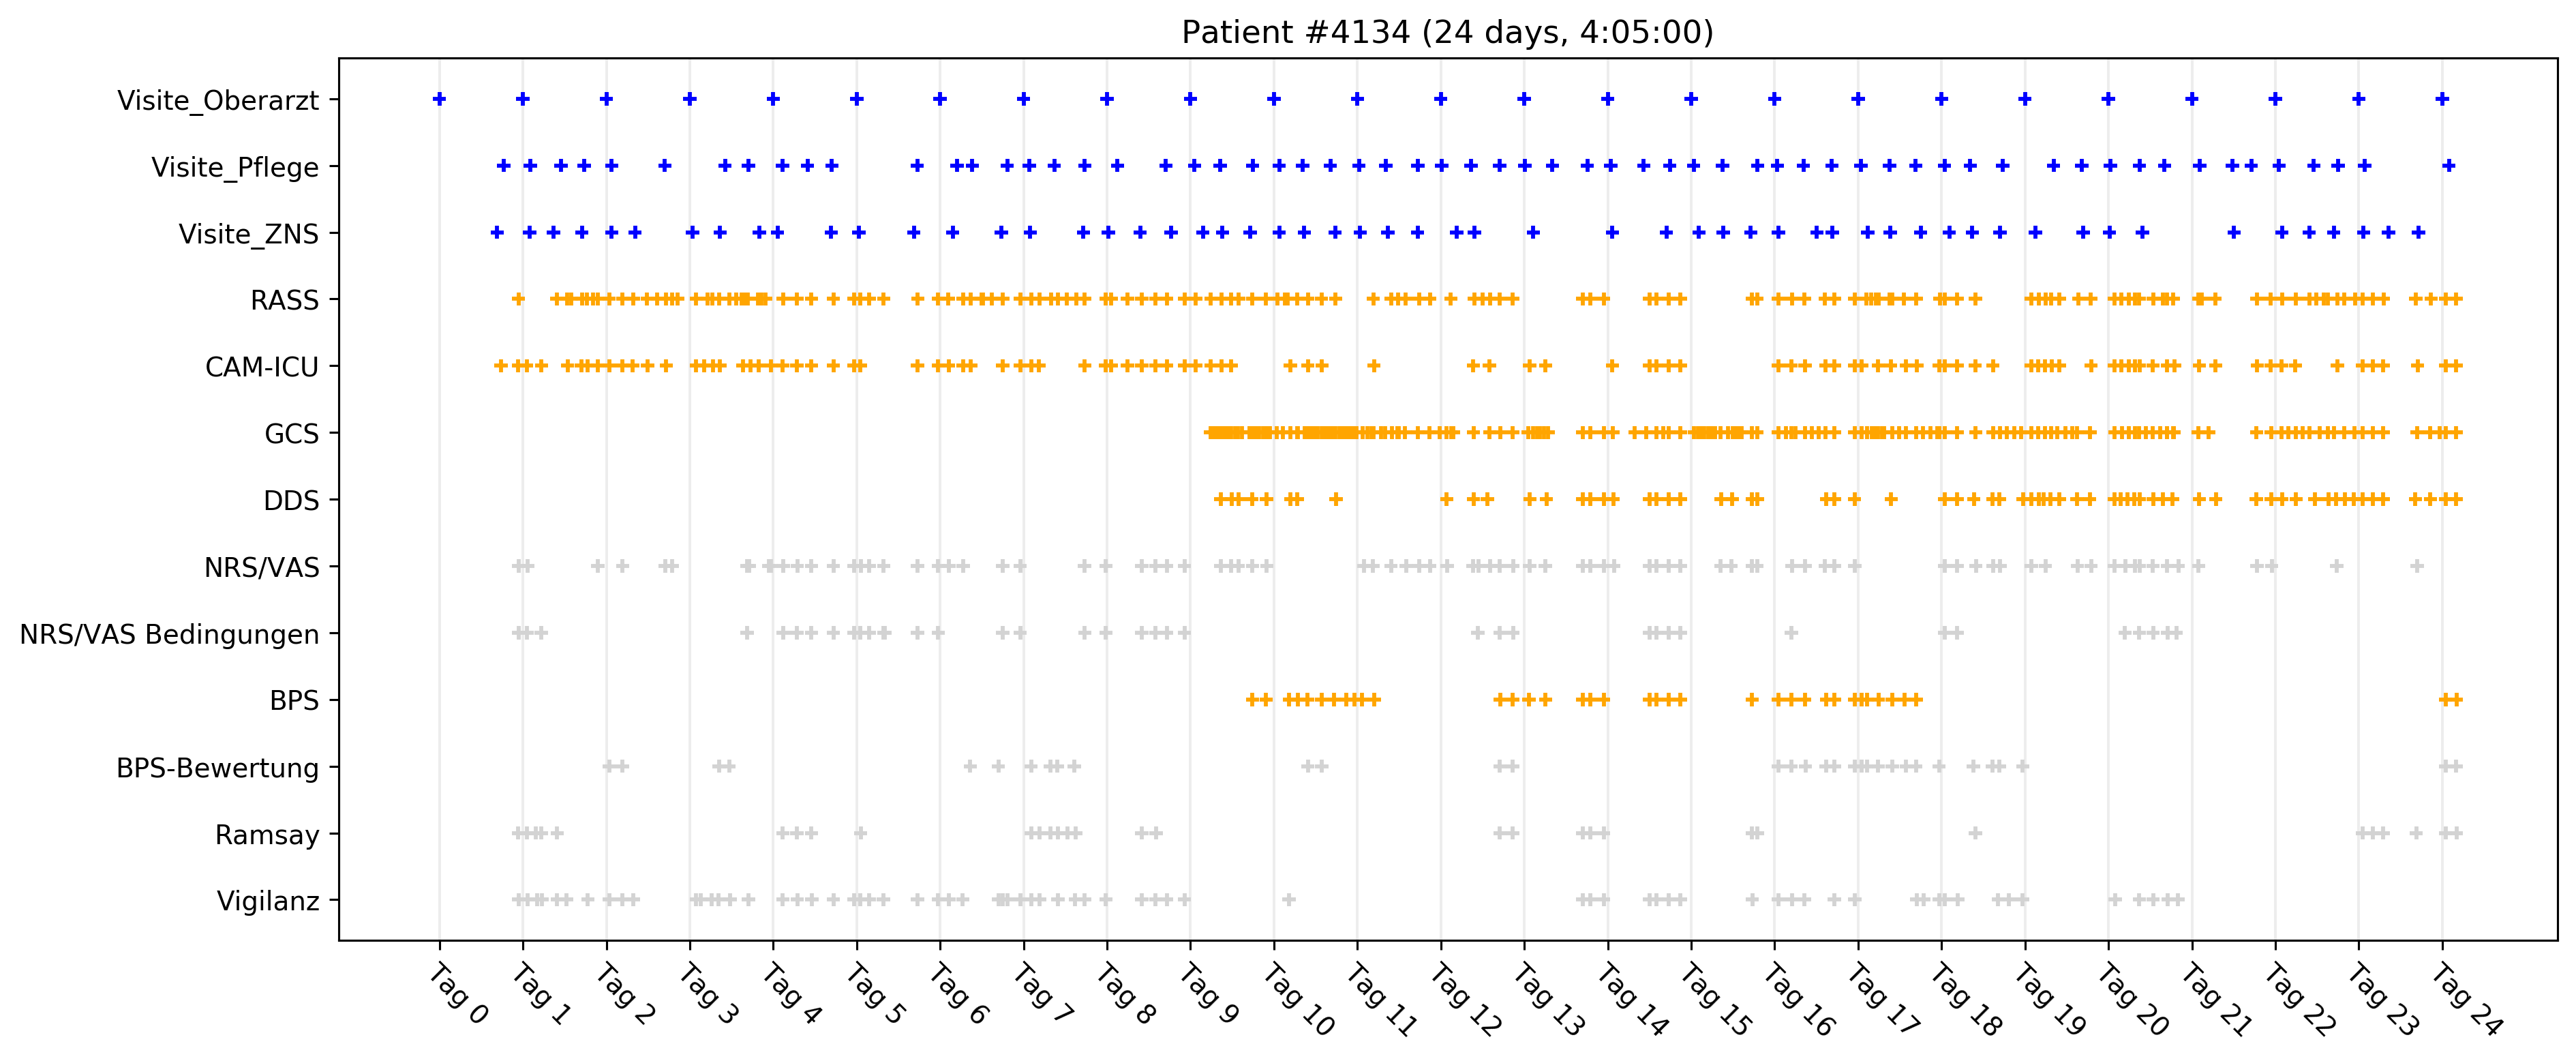 Patient #4134 (24 days, 4:05:00)
Visite_Oberarzt
Visite_Pflege
Visite_ZNS
RASS
CAM-ICU
GCS
DDS
NRS/VAS
NRS/VAS Bedingungen
BPS
BPS-Bewertung
Ramsay
Vigilanz
Tag 0
Tag 1
Tag 2
Tag 3
Tag 4
Tag 5
Tag 6
Tag 7
Tag 8
Tag 9
Tag 10
Tag 11
Tag 12
Tag 13
Tag 14
Tag 15
Tag 16
Tag 17
Tag 18
Tag 19
Tag 20
Tag 21
Tag 22
Tag 23
Tag 24